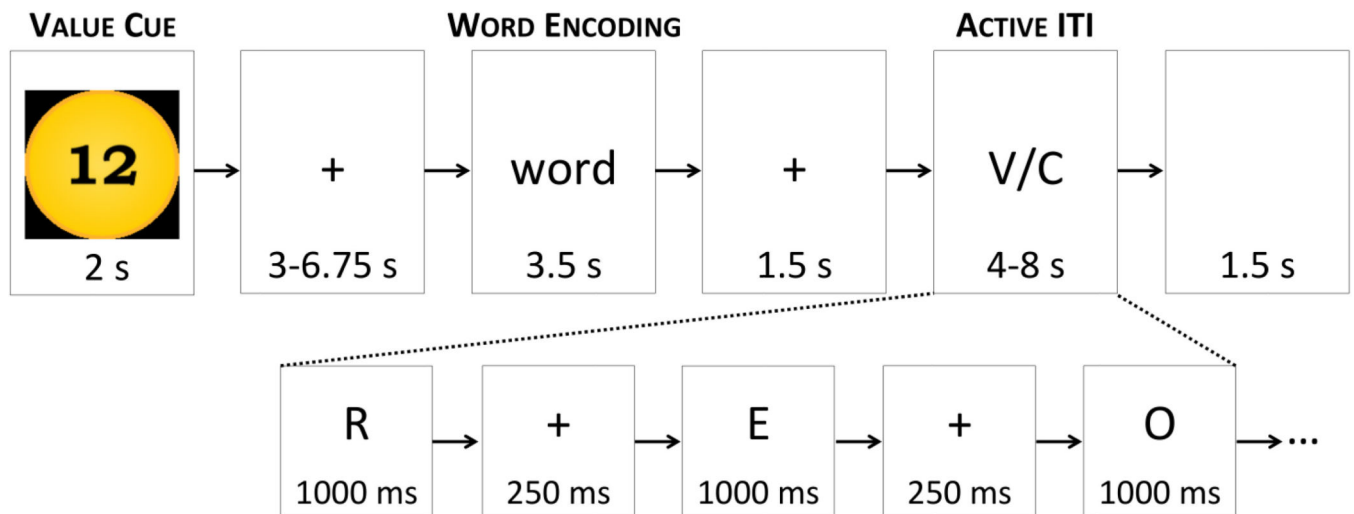 VALUE CUE WORD ENCODING ACTIVE ITI
12 + word + V/C
2 s 3-6.75 s 3.5 s 1.5 s 4-8 s 1.5 s
R + E + O ...
1000 ms 250 ms 1000 ms 250 ms 1000 ms